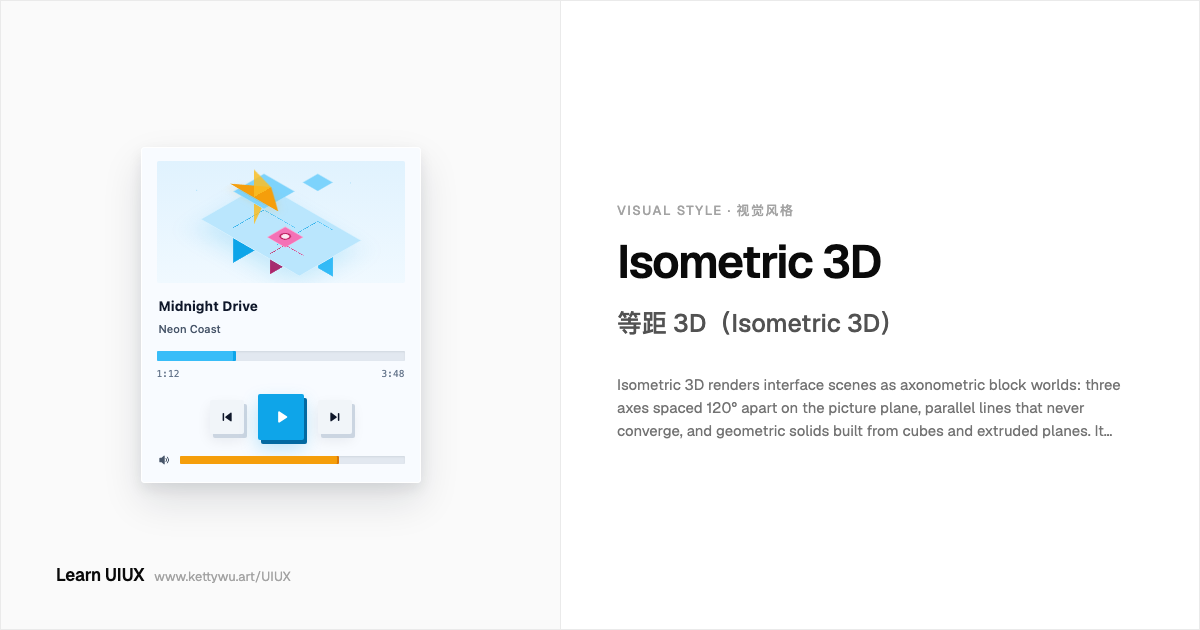 Midnight Drive
Neon Coast
1:12
3:48
Learn UIUX www.kettywu.art/UIUX
VISUAL STYLE · 视觉风格
Isometric 3D
等距 3D（Isometric 3D）
Isometric 3D renders interface scenes as axonometric block worlds: three
axes spaced 120° apart on the picture plane, parallel lines that never
converge, and geometric solids built from cubes and extruded planes. It…